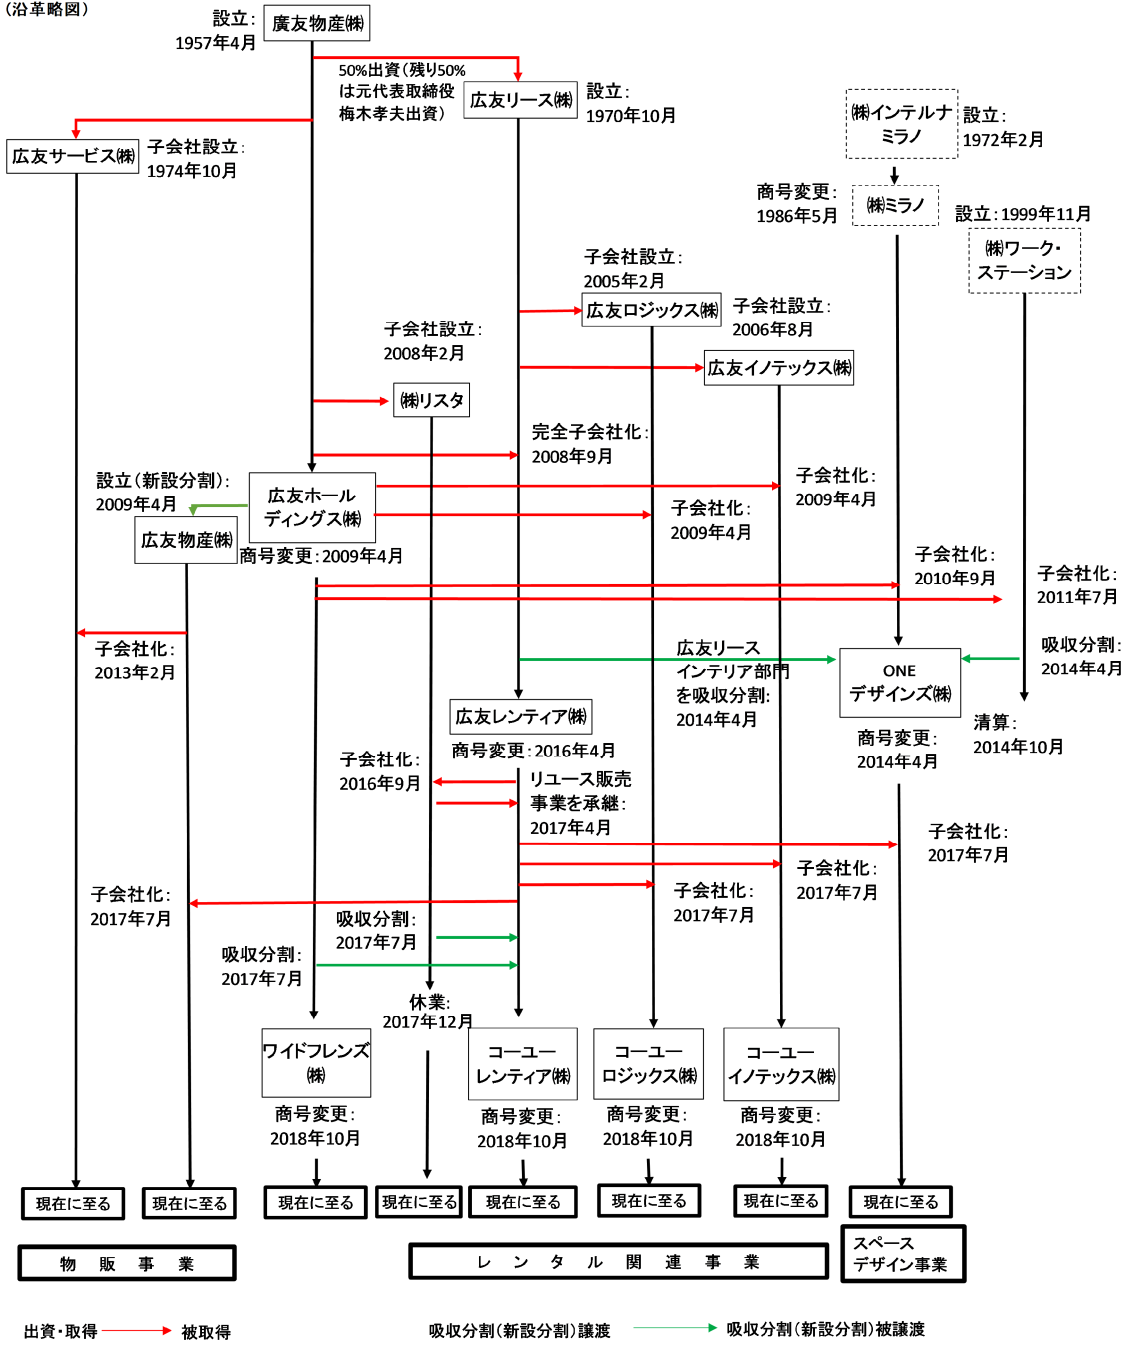 (沿革略図)
設立:
1957年4月
廣友物産㈱
50%出資(残り50%
は元代表取締役
梅木孝夫出資)
広友リース㈱
設立:
1970年10月
㈱インテルナ
ミラノ
設立:
1972年2月
広友サービス㈱
子会社設立:
1974年10月
商号変更:
1986年5月
㈱ミラノ
設立:1999年11月
㈱ワーク・
ステーション
子会社設立:
2005年2月
広友ロジックス㈱
子会社設立:
2006年8月
広友イノテックス㈱
子会社設立:
2008年2月
㈱リスタ
完全子会社化:
2008年9月
設立(新設分割):
2009年4月
広友ホール
ディングス㈱
商号変更:2009年4月
広友物産㈱
子会社化:
2009年4月
子会社化:
2009年4月
子会社化:
2010年9月
子会社化:
2011年7月
子会社化:
2013年2月
広友リース
インテリア部門
を吸収分割:
2014年4月
ONE
デザインズ㈱
商号変更:
2014年4月
吸収分割:
2014年4月
清算:
2014年10月
広友レンティア㈱
商号変更:2016年4月
子会社化:
2016年9月
リユース販売
事業を承継:
2017年4月
子会社化:
2017年7月
子会社化:
2017年7月
子会社化:
2017年7月
子会社化:
2017年7月
吸収分割:
2017年7月
吸収分割:
2017年7月
休業:
2017年12月
ワイドフレンズ
㈱
商号変更:
2018年10月
コーユー
レンティア㈱
商号変更:
2018年10月
コーユー
ロジックス㈱
商号変更:
2018年10月
コーユー
イノテックス㈱
商号変更:
2018年10月
現在に至る
現在に至る
現在に至る
現在に至る
現在に至る
現在に至る
現在に至る
現在に至る
物販事業
レンタル関連事業
スペース
デザイン事業
出資・取得
被取得
吸収分割(新設分割)譲渡
吸収分割(新設分割)被譲渡